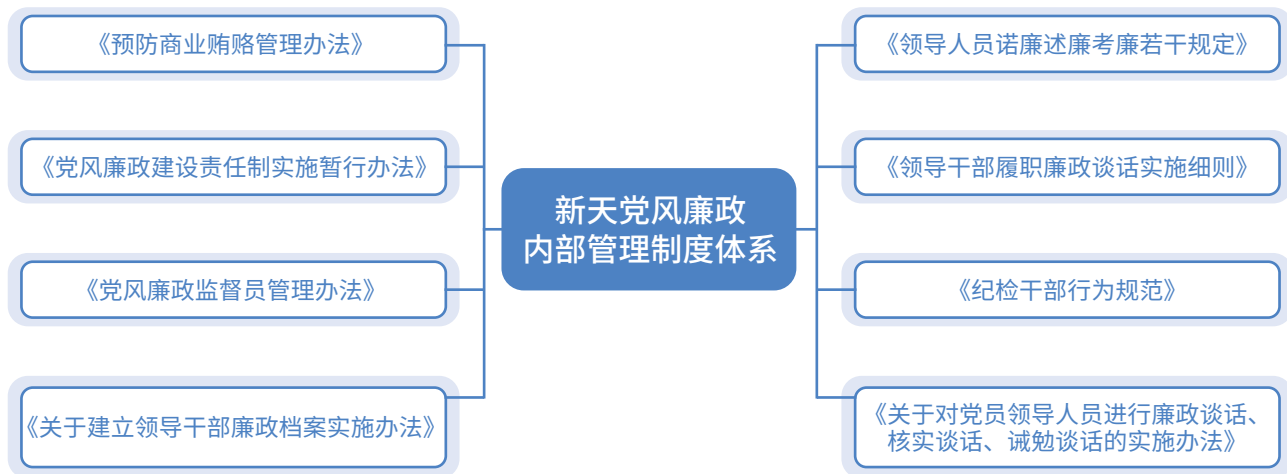 《预防商业贿赂管理办法》
《党风廉政建设责任制实施暂行办法》
《党风廉政监督员管理办法》
《关于建立领导干部廉政档案实施办法》
新天党风廉政
内部管理制度体系
《领导人员诺廉述廉考廉若干规定》
《领导干部履职廉政谈话实施细则》
《纪检干部行为规范》
《关于对党员领导人员进行廉政谈话、
核实谈话、诫勉谈话的实施办法》